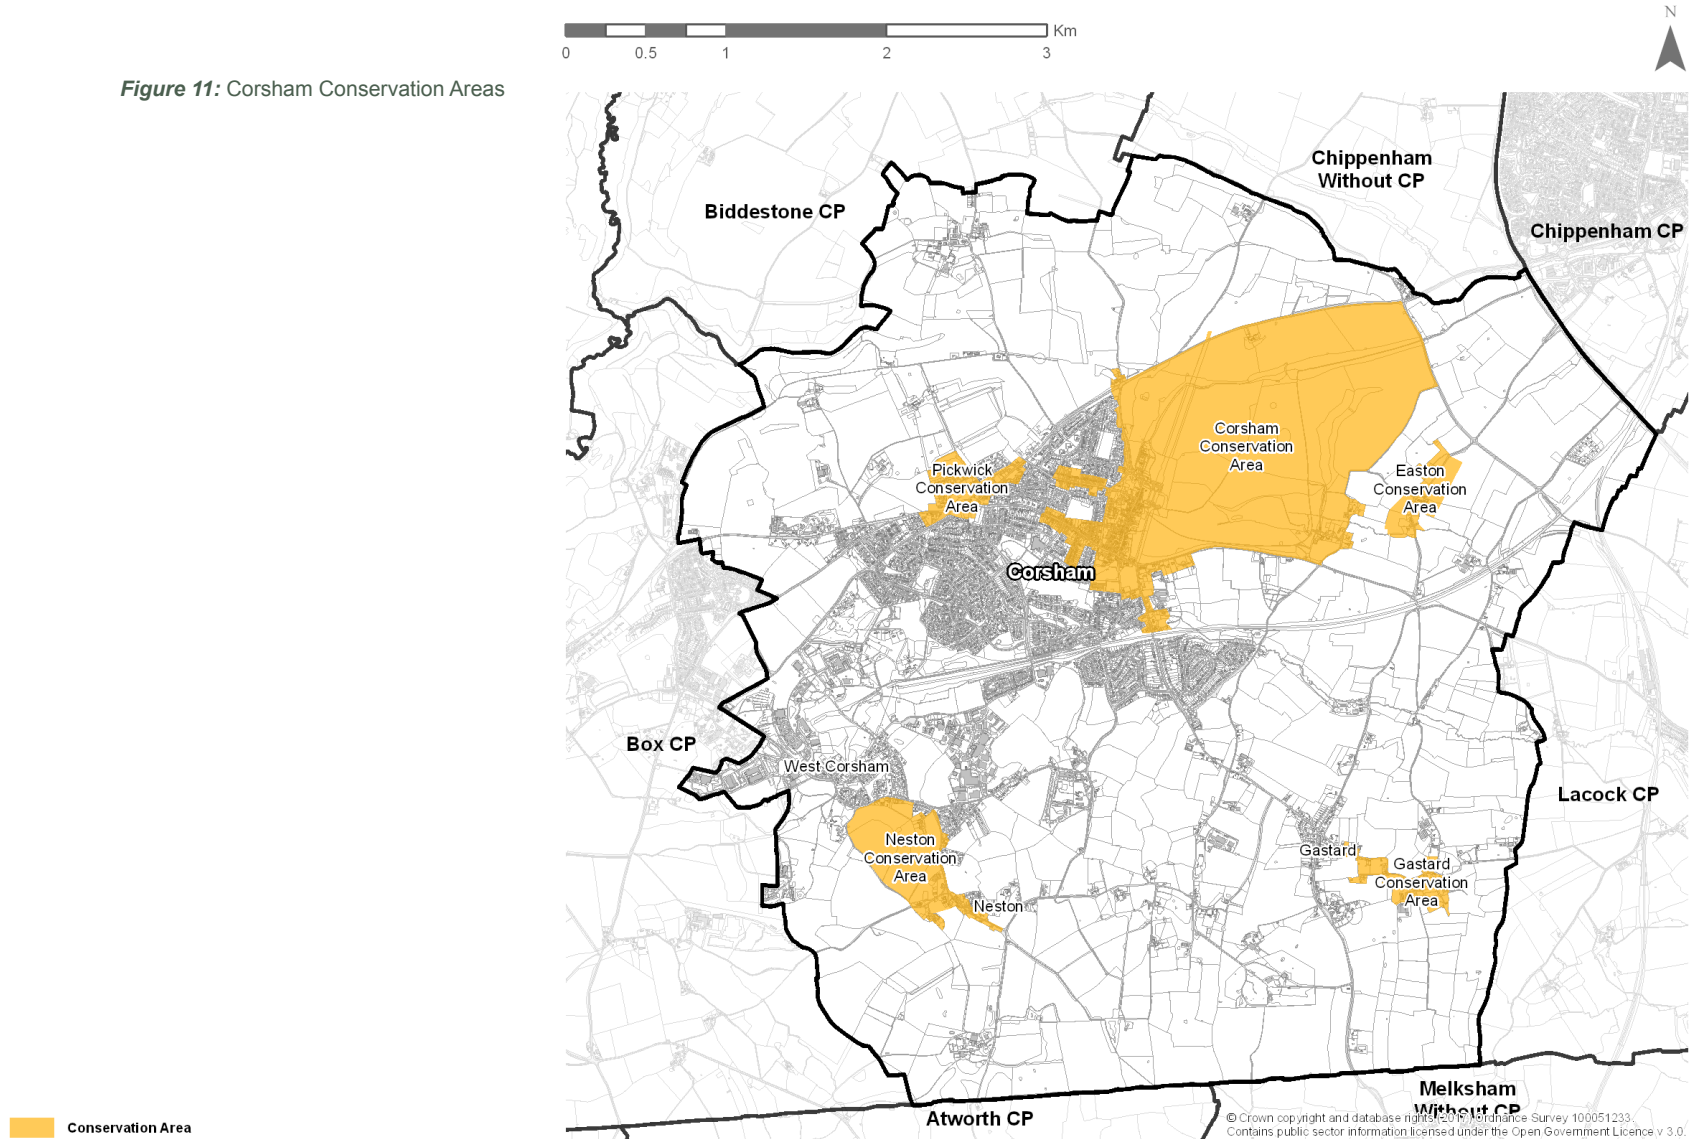 0 0.5 1 2 3 Km
N
Figure 11: Corsham Conservation Areas
Chippenham
Without CP
Biddestone CP
Chippenham CP
Corsham
Conservation
Area
Pickwick
Conservation
Area
Easton
Conservation
Area
Corsham
Box CP
West Corsham
Lacock CP
Neston
Conservation
Area
Gastard
Gastard
Conservation
Area
Neston
Melksham
Without CP
Atworth CP
© Crown copyright and database rights (2017) Ordnance Survey 100051233.
Contains public sector information licensed under the Open Government Licence v 3.0.
Conservation Area